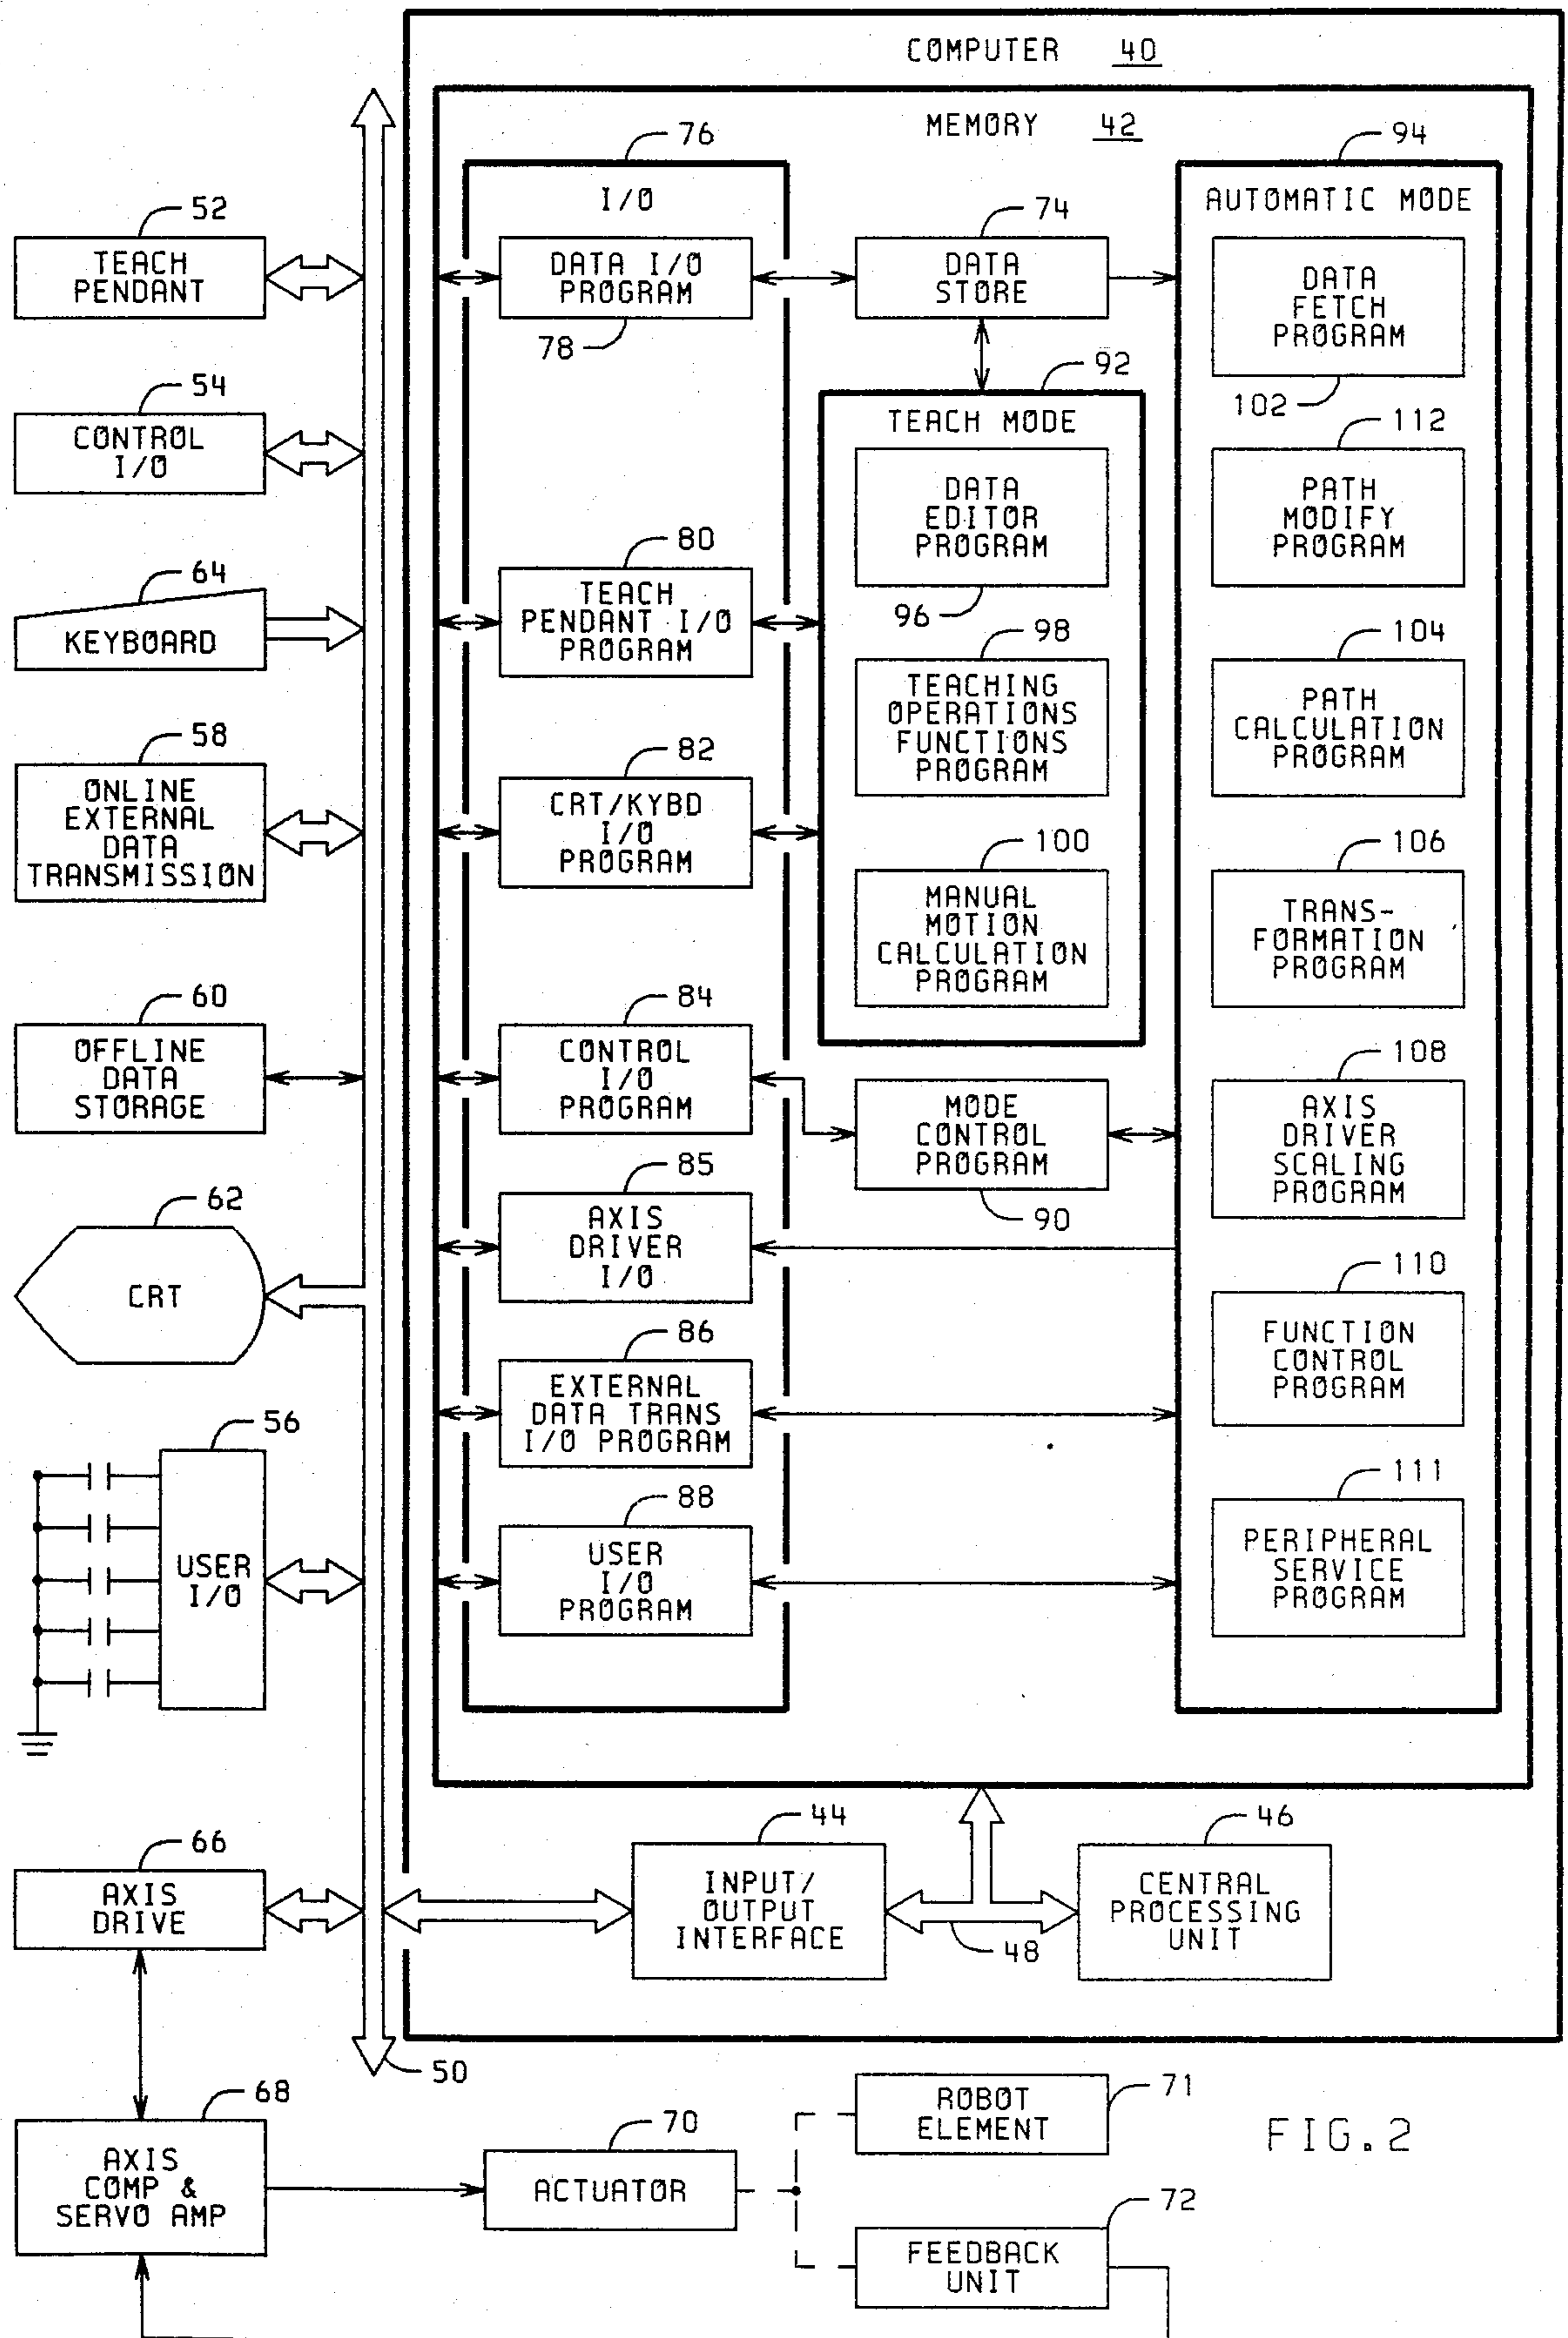 COMPUTER 40
MEMORY 42
76
I/O
94
AUTOMATIC MODE
52
TEACH
PENDANT
DATA I/O
PROGRAM
78
74
DATA
STORE
DATA
FETCH
PROGRAM
102
54
CONTROL
I/O
92
TEACH MODE
DATA
EDITOR
PROGRAM
96
112
PATH
MODIFY
PROGRAM
64
KEYBOARD
80
TEACH
PENDANT I/O
PROGRAM
98
TEACHING
OPERATIONS
FUNCTIONS
PROGRAM
104
PATH
CALCULATION
PROGRAM
58
ONLINE
EXTERNAL
DATA
TRANSMISSION
82
CRT/KYBD
I/O
PROGRAM
100
MANUAL
MOTION
CALCULATION
PROGRAM
106
TRANS-
FORMATION
PROGRAM
60
OFFLINE
DATA
STORAGE
84
CONTROL
I/O
PROGRAM
MODE
CONTROL
PROGRAM
90
108
AXIS
DRIVER
SCALING
PROGRAM
62
CRT
85
AXIS
DRIVER
I/O
110
FUNCTION
CONTROL
PROGRAM
86
EXTERNAL
DATA TRANS
I/O PROGRAM
56
USER
I/O
88
USER
I/O
PROGRAM
111
PERIPHERAL
SERVICE
PROGRAM
66
AXIS
DRIVE
44
INPUT/
OUTPUT
INTERFACE
48
46
CENTRAL
PROCESSING
UNIT
50
68
AXIS
COMP &
SERVO AMP
70
ACTUATOR
71
ROBOT
ELEMENT
72
FEEDBACK
UNIT
FIG.2